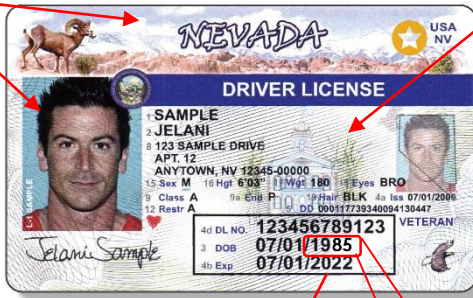 NEVADA
USA
NV
DRIVER LICENSE
1 SAMPLE
2 JELANI
8 123 SAMPLE DRIVE
APT. 12
ANYTOWN, NV 12345-00000
15 Sex M 16 Hgt 6'03" 17 Wgt 180 18 Eyes BRO
9 Class A 9a End P 19 Hair BLK 4a Iss 07/01/2006
12 Restr A 5 DD 000117739340094130447
4d DL NO. 123456789123
VETERAN
3 DOB 07/01/1985
4b Exp 07/01/2022
Jelani Sample